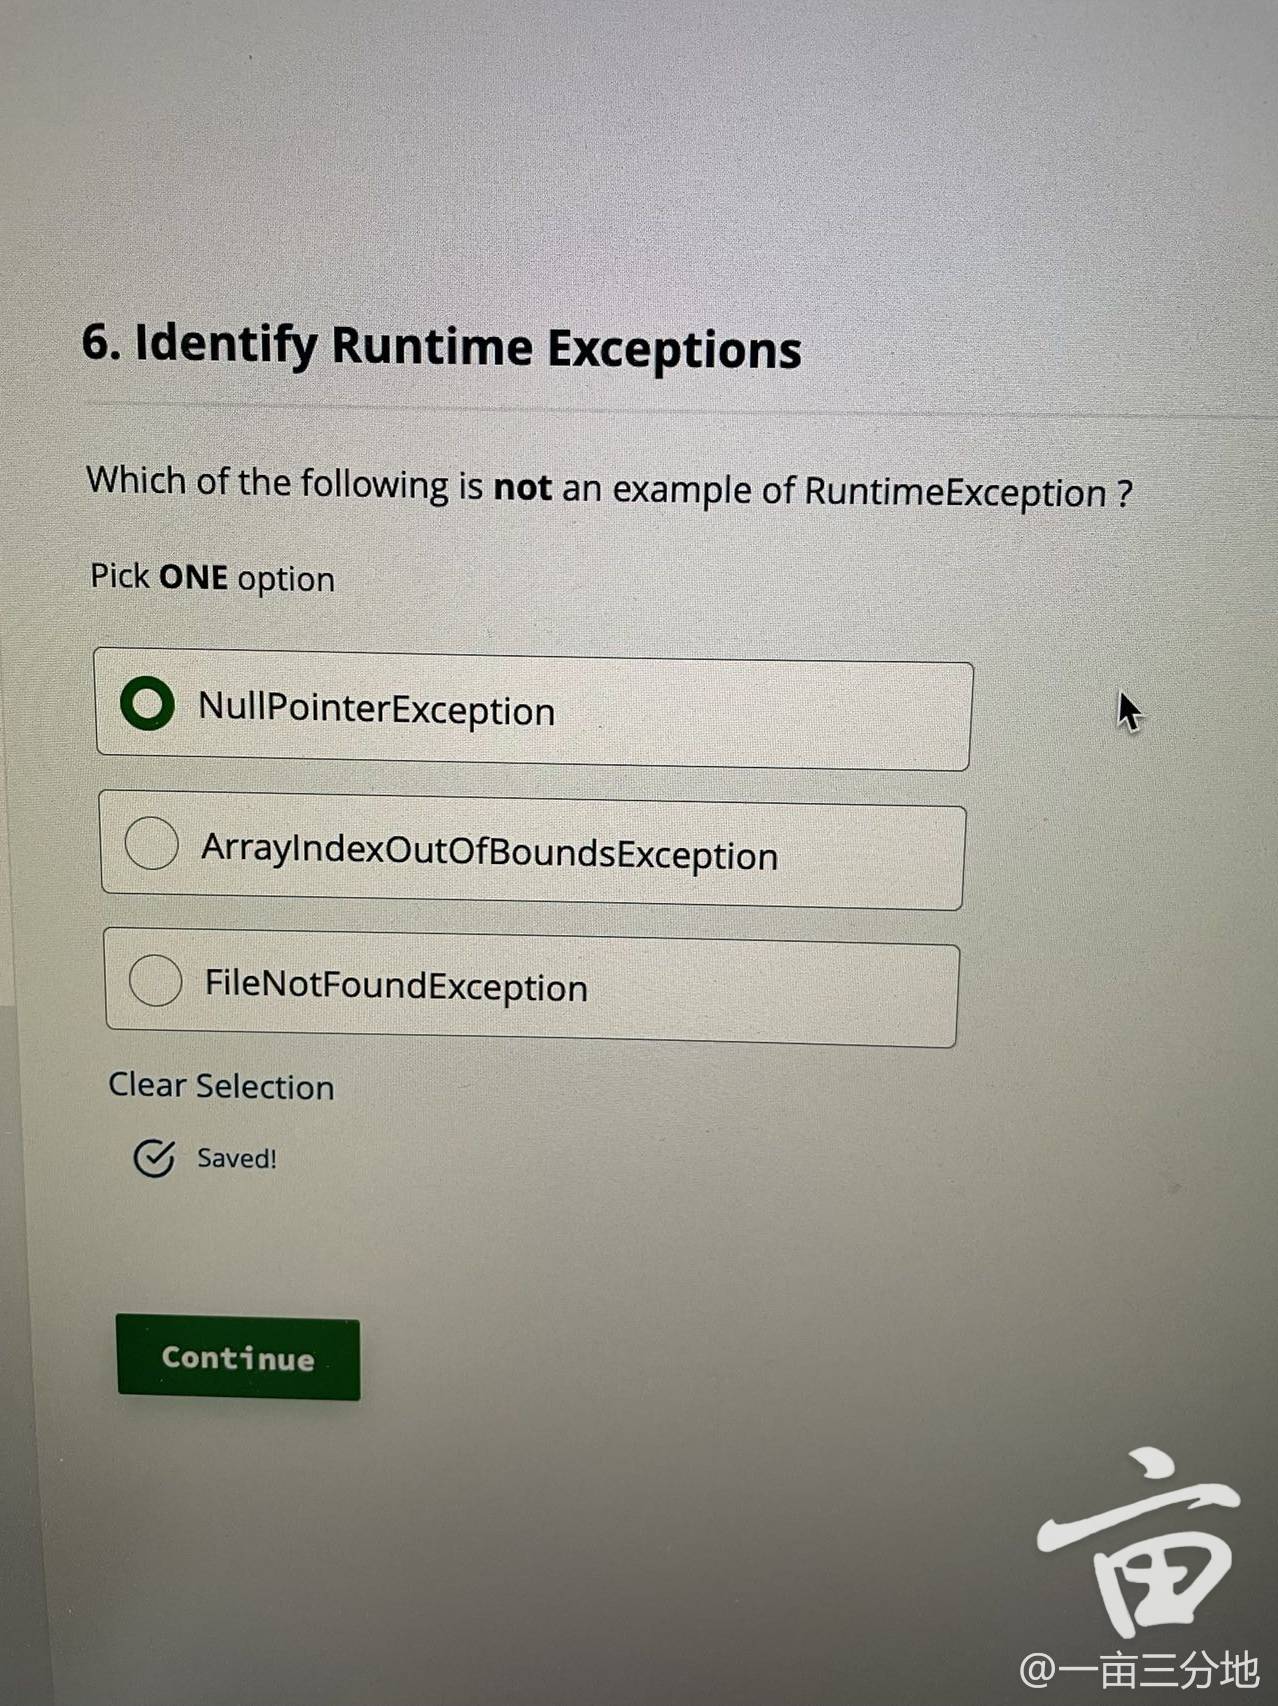 6. Identify Runtime Exceptions
Which of the following is not an example of RuntimeException ?
Pick ONE option
NullPointerException
ArrayIndexOutOfBoundsException
FileNotFoundException
Clear Selection
Saved!
Continue
亩
@一亩三分地